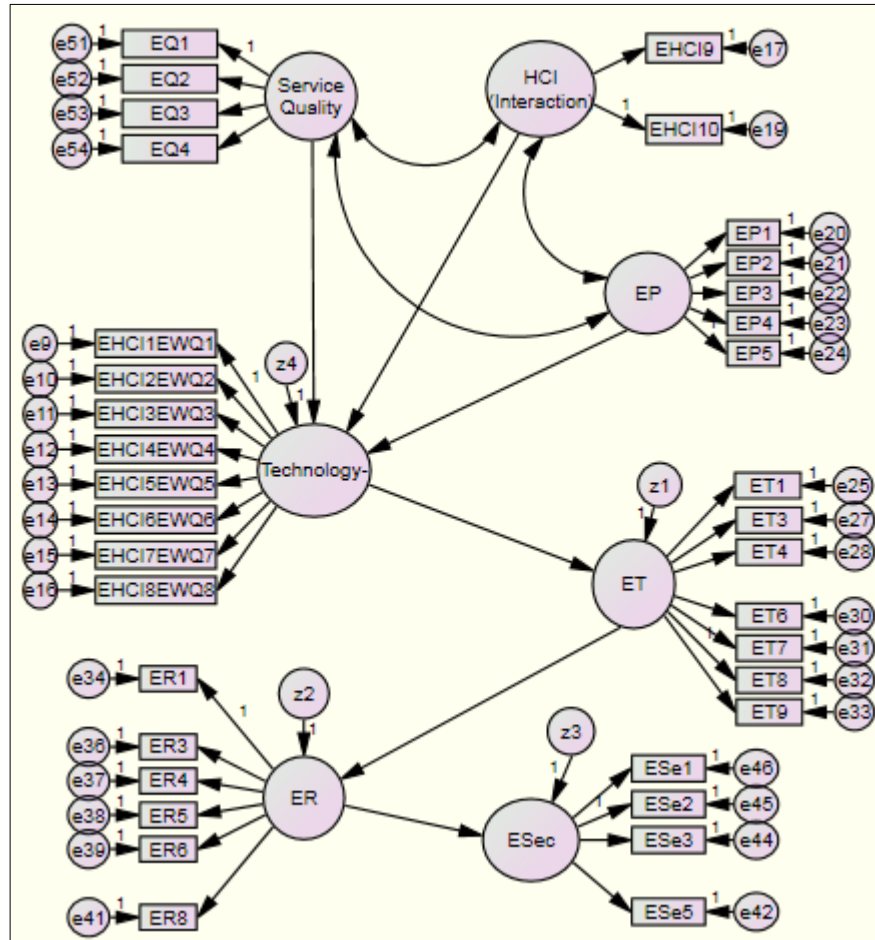 e51 1 EQ1 1
e52 1 EQ2
e53 1 EQ3
e54 1 EQ4
Service
Quality
HCI
(Interaction)
EHCI9 1 e17
1 EHCI10 1 e19
EP
EP1 1 e20
EP2 1 e21
EP3 1 e22
EP4 1 e23
1 EP5 1 e24
e9 1 EHCI1EWQ1 1
e10 1 EHCI2EWQ2
e11 1 EHCI3EWQ3
e12 1 EHCI4EWQ4
e13 1 EHCI5EWQ5
e14 1 EHCI6EWQ6
e15 1 EHCI7EWQ7
e16 1 EHCI8EWQ8
z4
1
Technology-
z1
1
ET
ET1 1 e25
ET3 1 e27
ET4 1 e28
ET6 1 e30
1 ET7 1 e31
ET8 1 e32
ET9 1 e33
e34 1 ER1 1
e36 1 ER3
e37 1 ER4
e38 1 ER5
e39 1 ER6
e41 1 ER8
z2
1
ER
z3
1
ESec
ESe1 1 e46
1 ESe2 1 e45
ESe3 1 e44
ESe5 1 e42